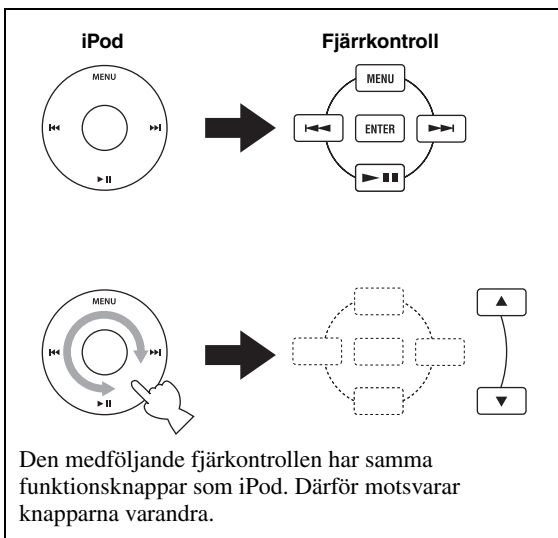 iPod
Fjärrkontroll
MENU
MENU
ENTER
MENU
Den medföljande fjärkontrollen har samma
funktionsknappar som iPod. Därför motsvarar
knapparna varandra.